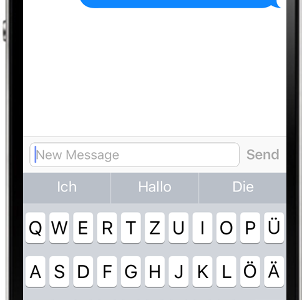 New Message Send
Ich Hallo Die
Q W E R T Z U I O P Ü
A S D F G H J K L Ö Ä